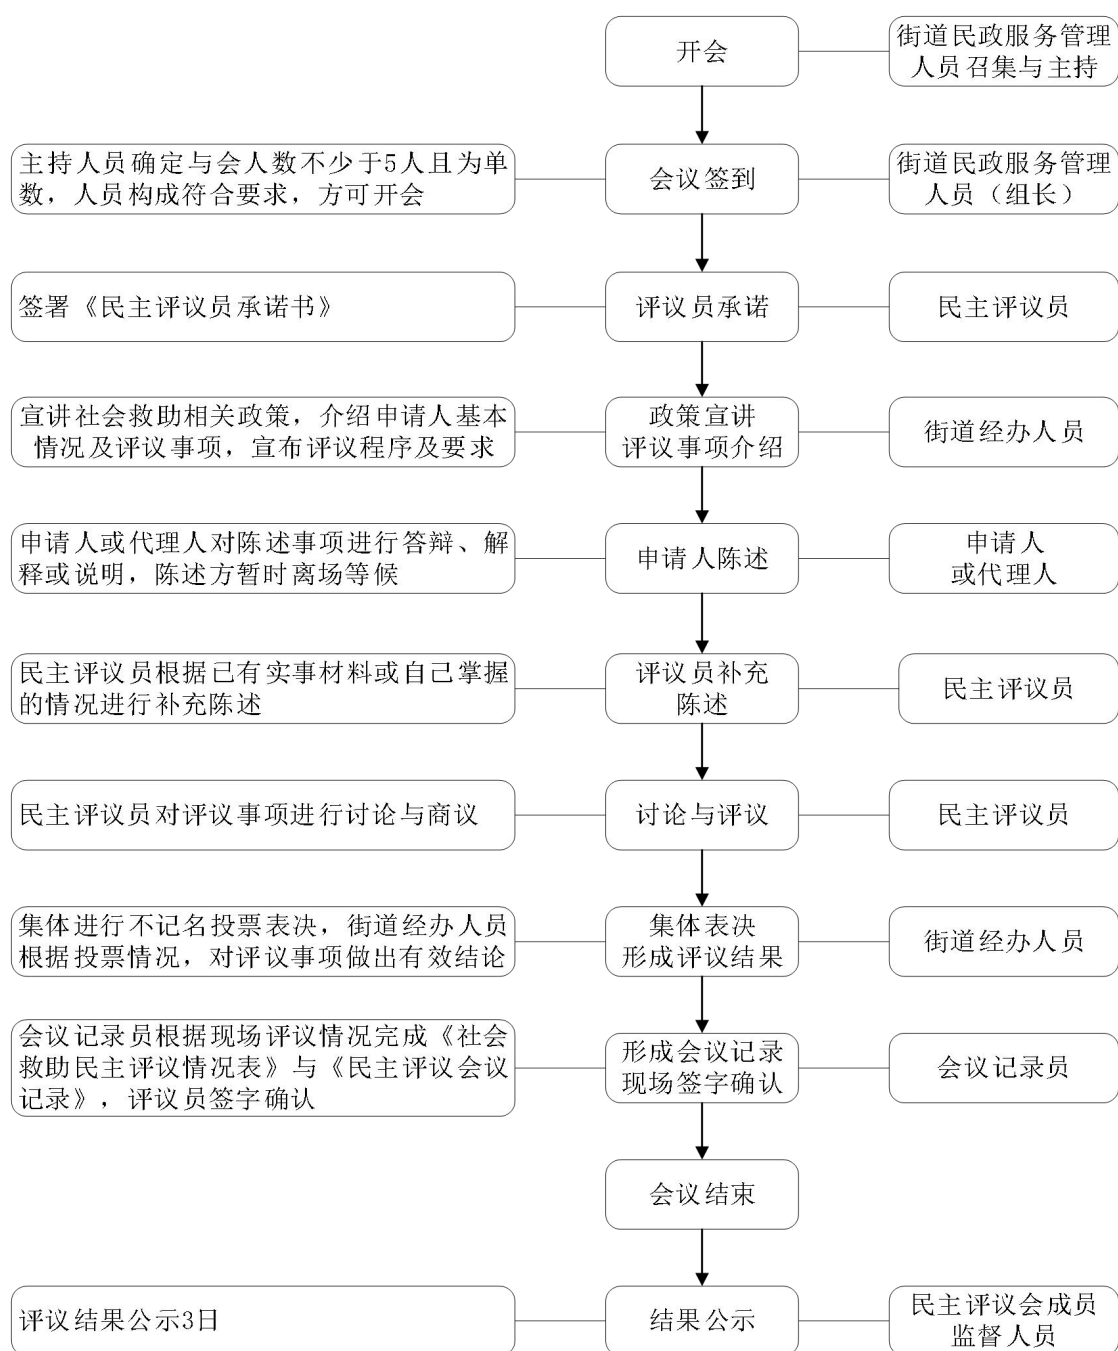 开会
街道民政服务管理
人员召集与主持
主持人员确定与会人数不少于5人且为单
数，人员构成符合要求，方可开会
会议签到
街道民政服务管理
人员（组长）
签署《民主评议员承诺书》
评议员承诺
民主评议员
宣讲社会救助相关政策，介绍申请人基本
情况及评议事项，宣布评议程序及要求
政策宣讲
评议事项介绍
街道经办人员
申请人或代理人对陈述事项进行答辩、解
释或说明，陈述方暂时离场等候
申请人陈述
申请人
或代理人
民主评议员根据已有实事材料或自己掌握
的情况进行补充陈述
评议员补充
陈述
民主评议员
民主评议员对评议事项进行讨论与商议
讨论与评议
民主评议员
集体进行不记名投票表决，街道经办人员
根据投票情况，对评议事项做出有效结论
集体表决
形成评议结果
街道经办人员
会议记录员根据现场评议情况完成《社会
救助民主评议情况表》与《民主评议会议
记录》，评议员签字确认
形成会议记录
现场签字确认
会议记录员
会议结束
评议结果公示3日
结果公示
民主评议会成员
监督人员